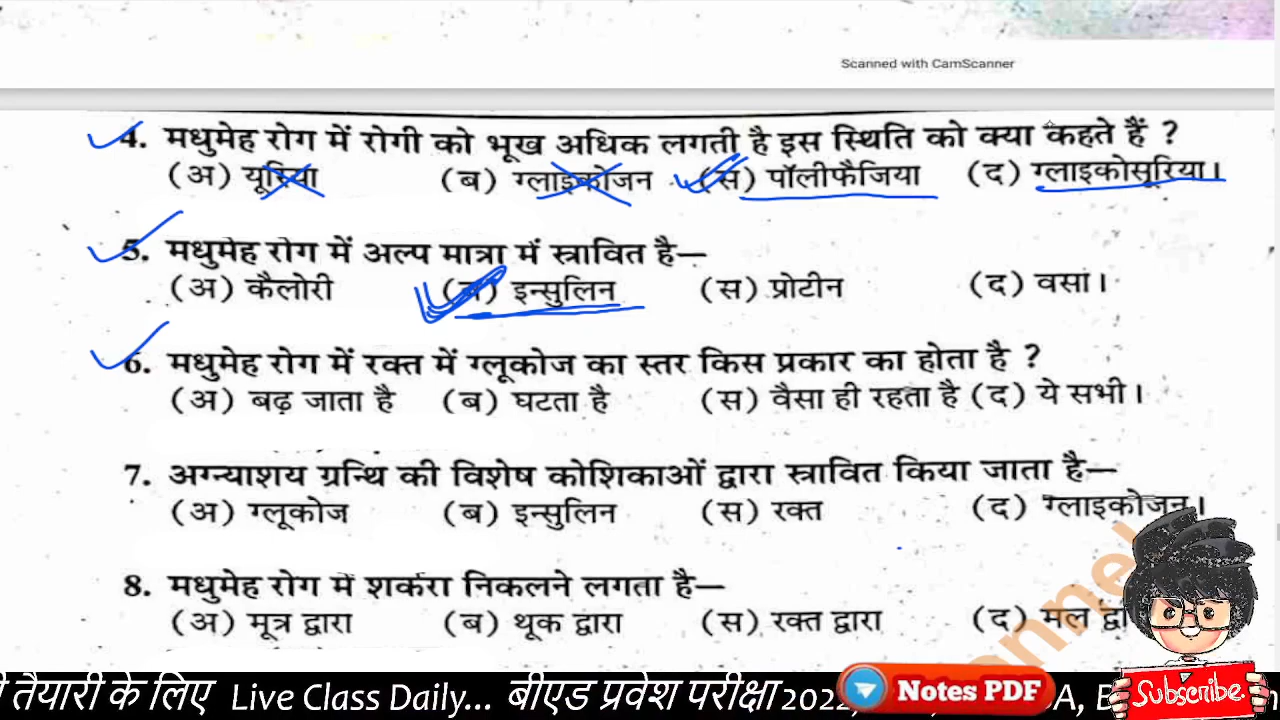 Scanned with CamScanner
4. मधुमेह रोग में रोगी को भूख अधिक लगती है इस स्थिति को क्या कहते हैं ?
(अ) यूरिया (ब) ग्लाइकोजन (स) पॉलीफैजिया (द) ग्लाइकोसूरिया।
5. मधुमेह रोग में अल्प मात्रा में स्त्रावित है—
(अ) कैलोरी (ब) इन्सुलिन (स) प्रोटीन (द) वसा।
6. मधुमेह रोग में रक्त में ग्लूकोज का स्तर किस प्रकार का होता है ?
(अ) बढ़ जाता है (ब) घटता है (स) वैसा ही रहता है (द) ये सभी।
7. अग्न्याशय ग्रन्थि की विशेष कोशिकाओं द्वारा स्त्रावित किया जाता है—
(अ) ग्लूकोज (ब) इन्सुलिन (स) रक्त (द) ग्लाइकोजन।
8. मधुमेह रोग में शर्करा निकलने लगता है—
(अ) मूत्र द्वारा (ब) थूक द्वारा (स) रक्त द्वारा (द) मल
तैयारी के लिए Live Class Daily... बीएड प्रवेश परीक्षा 2022,
Notes PDF
Subscribe